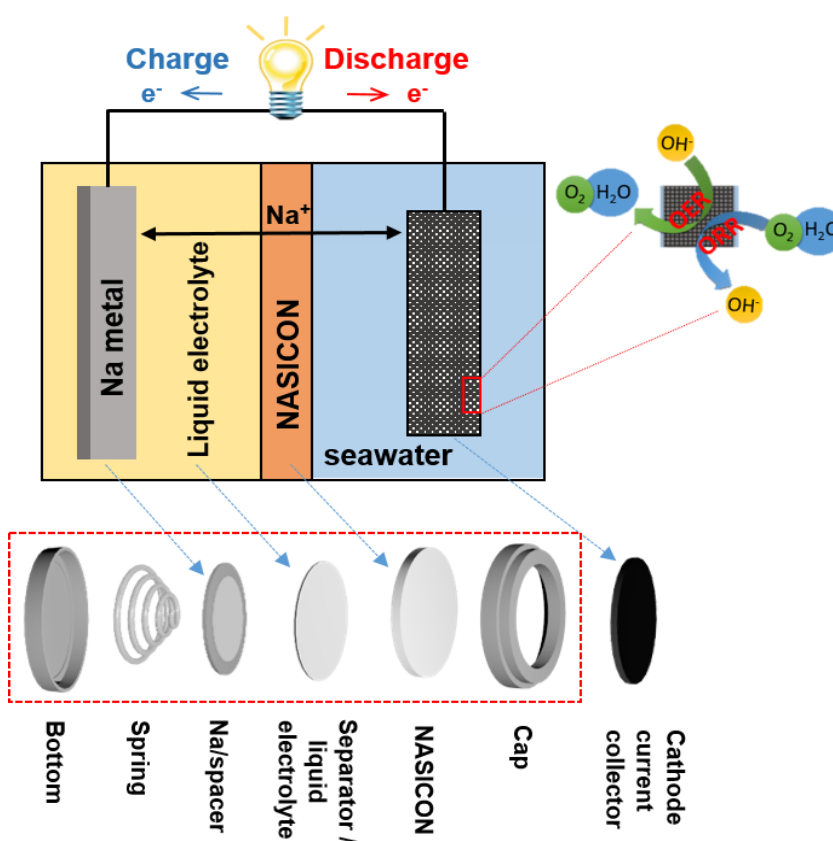 Charge
Discharge
e-
e-
OH-
O2
H2O
OER
ORR
O2
H2O
OH-
Na+
Na metal
Liquid electrolyte
NASICON
seawater
Bottom
Spring
Na/spacer
Separator /
liquid
electrolyte
NASICON
Cap
Cathode
current
collector